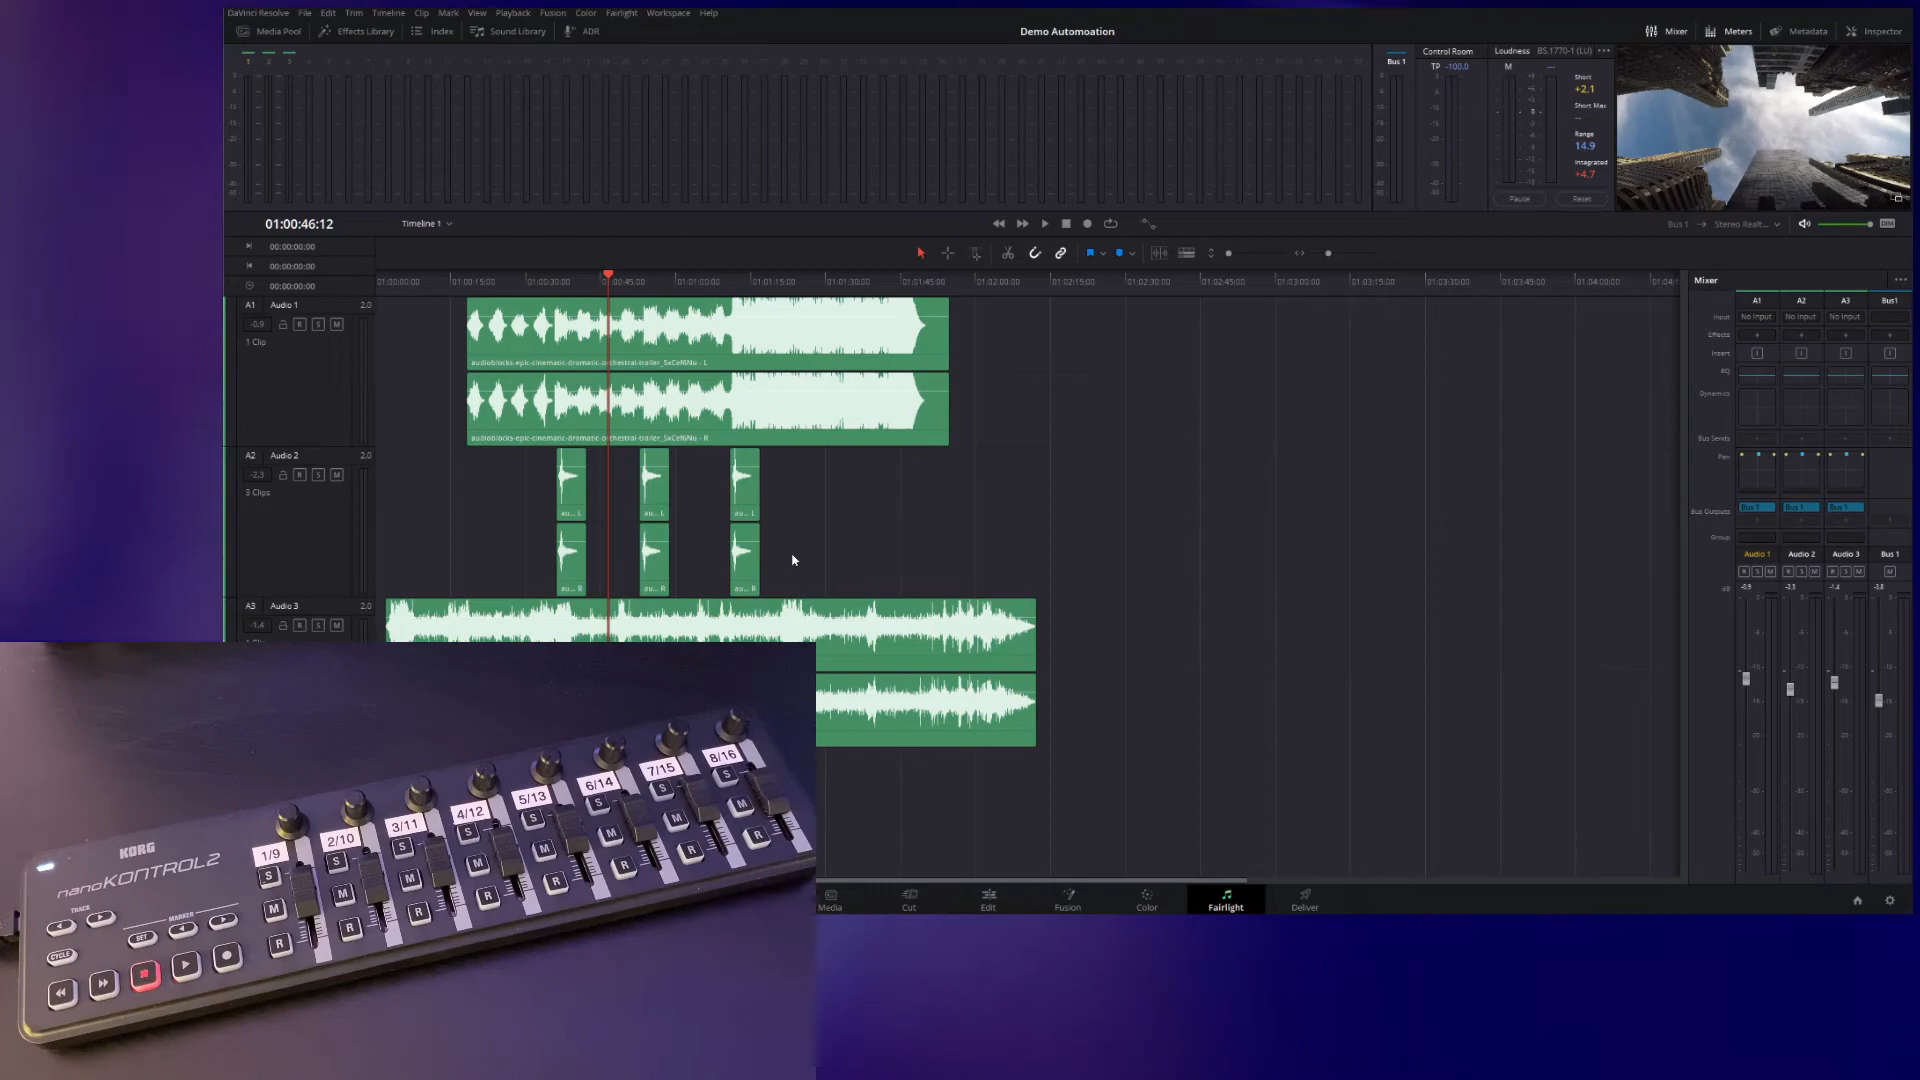 DaVinci Resolve File Edit Trim Timeline Clip Mark View Playback Fusion Color Fairlight Workspace Help
Media Pool Effects Library Index Sound Library ADR
Demo Automoation
Mixer Meters Metadata Inspector
Bus 1
Control Room
TP -100.0
Loudness BS.1770-1 (LU)
M
Short
+2.1
Short Max
Range
14.9
Integrated
+4.7
Pause Reset
01:00:46:12
Timeline 1
Bus 1 → Stereo Realt...
DIM
00:00:00:00
00:00:00:00
00:00:00:00
01:00:00:00 01:00:15:00 01:00:30:00 01:00:45:00 01:01:00:00 01:01:15:00 01:01:30:00 01:01:45:00 01:02:00:00 01:02:15:00 01:02:30:00 01:02:45:00 01:03:00:00 01:03:15:00 01:03:30:00 01:03:45:00 01:04:00:00
A1 Audio 1 2.0
-0.9 R S M
1 Clip
audioblocks-epic-cinematic-dramatic-orchestral-trailer_SxCef6Nu - L
audioblocks-epic-cinematic-dramatic-orchestral-trailer_SxCef6Nu - R
A2 Audio 2 2.0
-2.3 R S M
3 Clips
au... L au... L au... L
au... R au... R au... R
A3 Audio 3 2.0
-1.4 R S M
Mixer
A1 A2 A3 Bus1
Input No Input No Input No Input
Effects
Insert
EQ
Dynamics
Bus Sends
Pan
Bus Outputs Bus 1 Bus 1 Bus 1
Group
Audio 1 Audio 2 Audio 3 Bus 1
R S M R S M R S M M
dB -0.9 -2.3 -1.4 -3.8
Media Cut Edit Fusion Color Fairlight Deliver
KORG
nanoKONTROL2
1/9 2/10 3/11 4/12 5/13 6/14 7/15 8/16
S S S S S S S S
M M M M M M M M
R R R R R R R R
TRACK
MARKER
SET
CYCLE